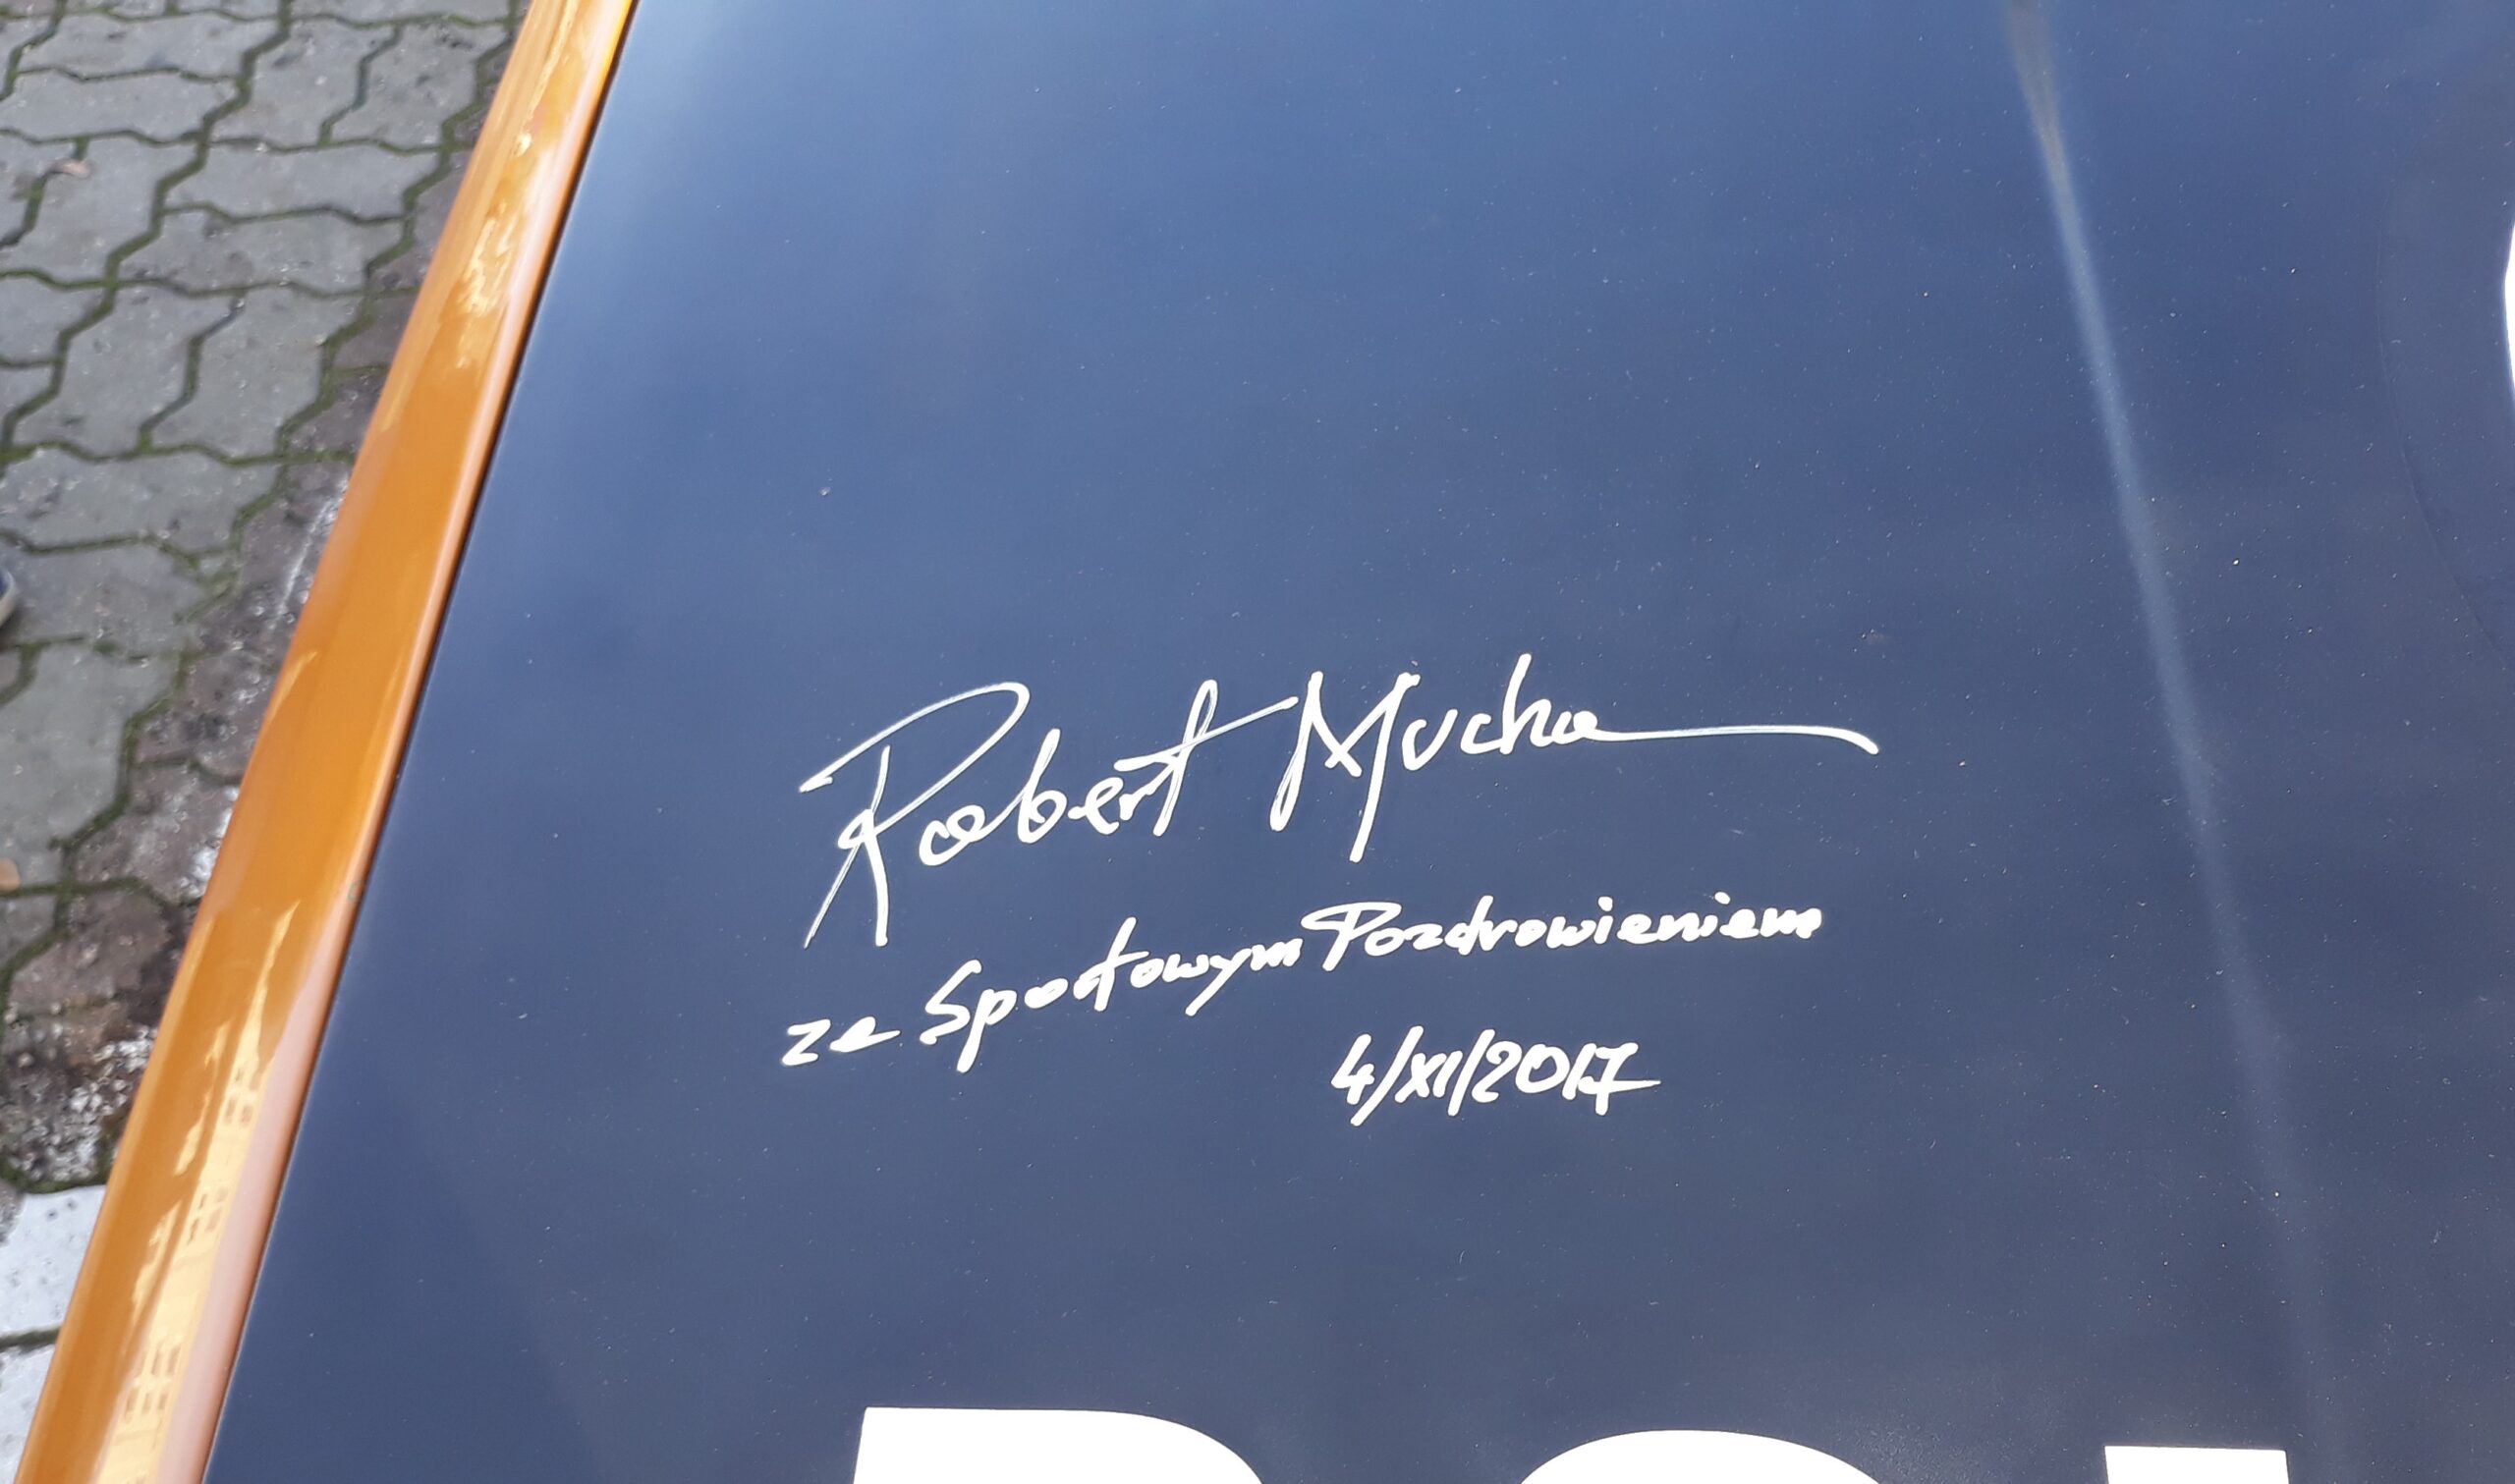 Robert Mucha
ze Sportowym Pozdrowieniem
4/XI/2017